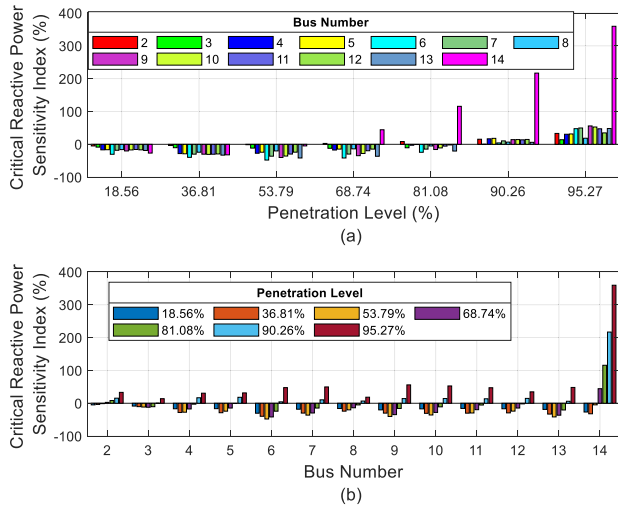 400
300
200
100
0
-100
Critical Reactive Power
Sensitivity Index (%)
Bus Number
2 3 4 5 6 7 8
9 10 11 12 13 14
18.56 36.81 53.79 68.74 81.08 90.26 95.27
Penetration Level (%)
(a)
400
300
200
100
0
-100
Critical Reactive Power
Sensitivity Index (%)
Penetration Level
18.56% 36.81% 53.79% 68.74%
81.08% 90.26% 95.27%
2 3 4 5 6 7 8 9 10 11 12 13 14
Bus Number
(b)